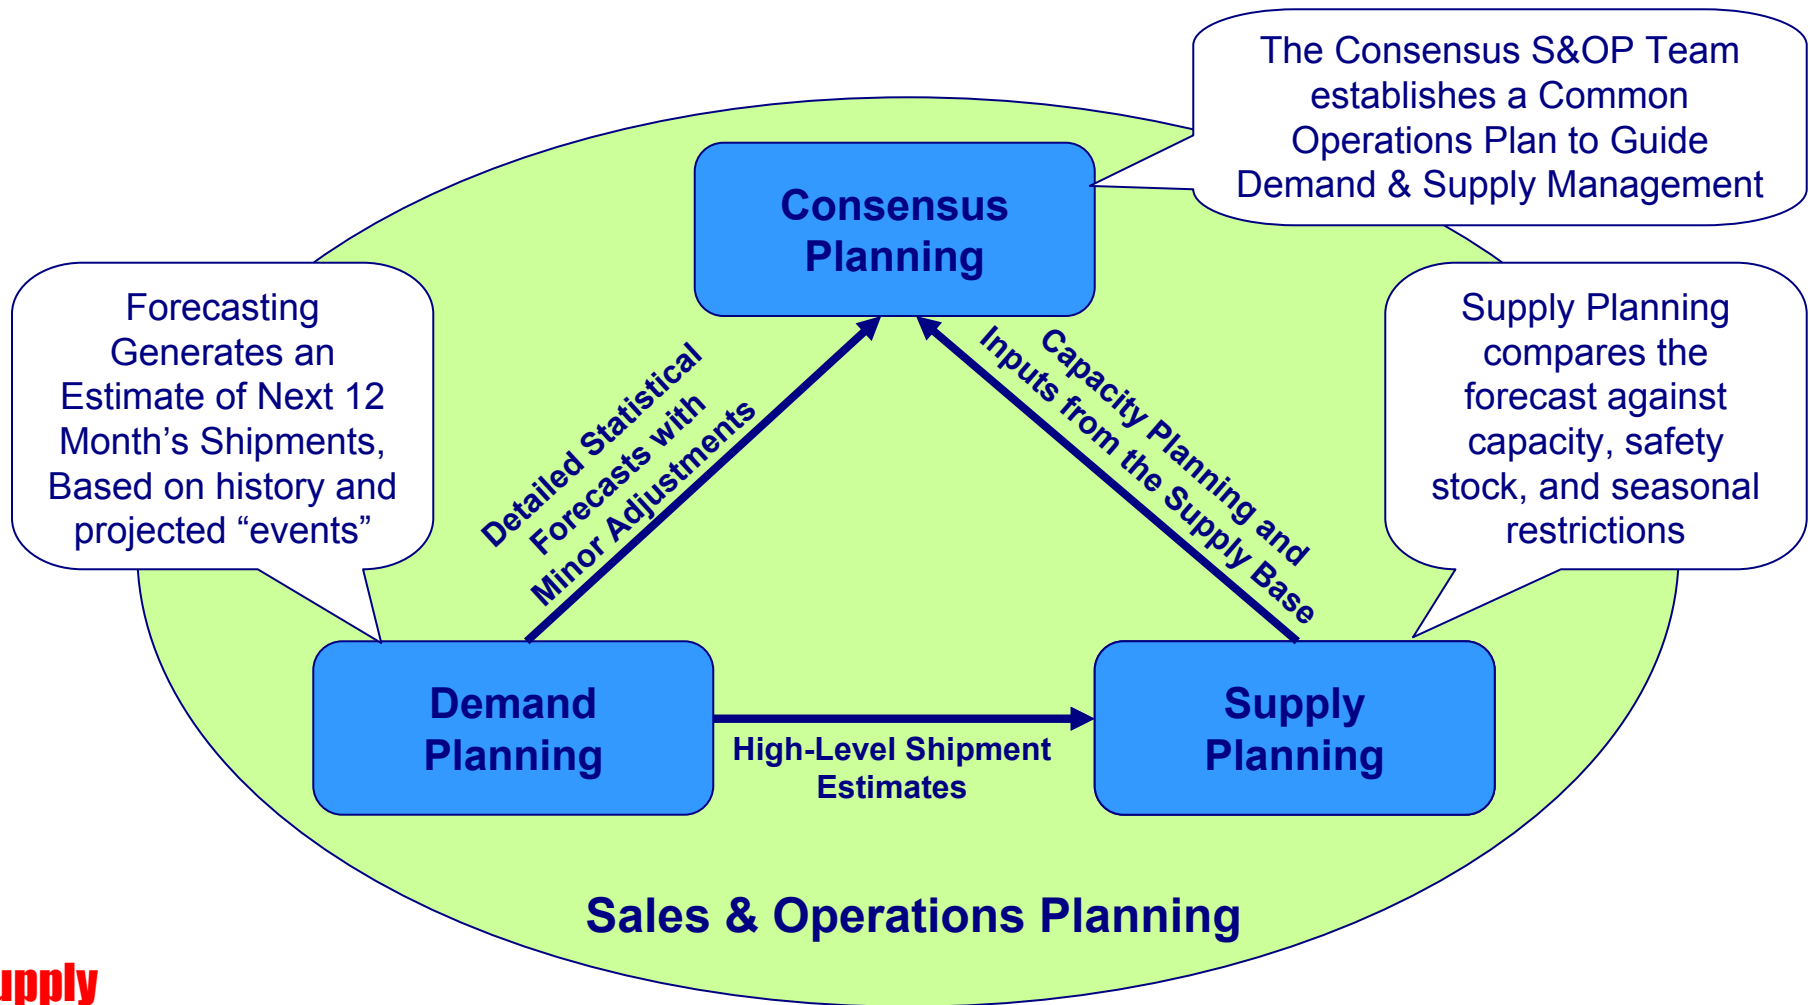 The Consensus S&OP Team
establishes a Common
Operations Plan to Guide
Demand & Supply Management
Consensus
Planning
Forecasting
Generates an
Estimate of Next 12
Month’s Shipments,
Based on history and
projected “events”
Supply Planning
compares the
forecast against
capacity, safety
stock, and seasonal
restrictions
Detailed Statistical
Forecasts with
Minor Adjustments
Capacity Planning and
Inputs from the Supply Base
Demand
Planning
High-Level Shipment
Estimates
Supply
Planning
Sales & Operations Planning
upply